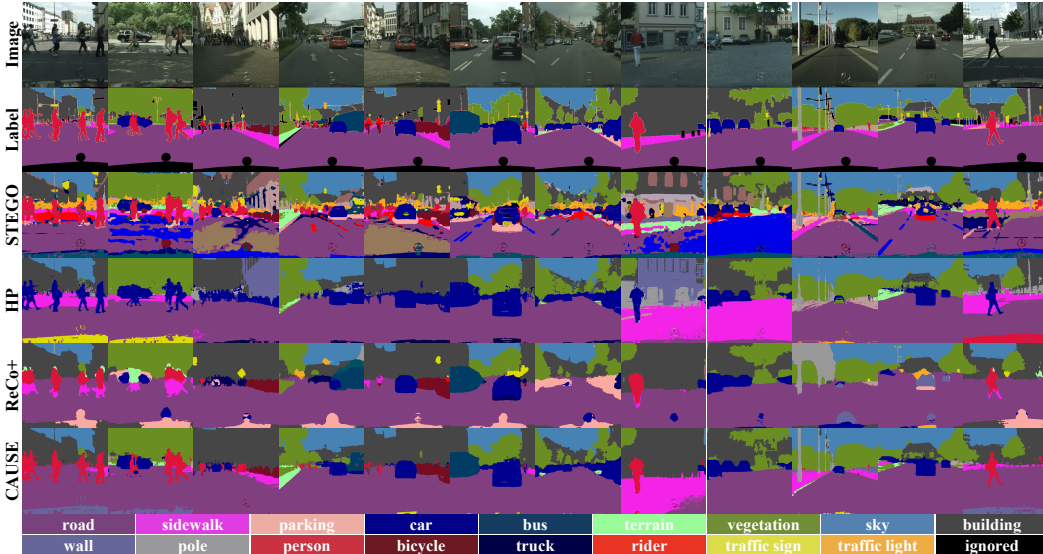 Image
Label
STEGO
HP
ReCo+
CAUSE
road sidewalk parking car bus terrain vegetation sky building
wall pole person bicycle truck rider traffic sign traffic light ignored